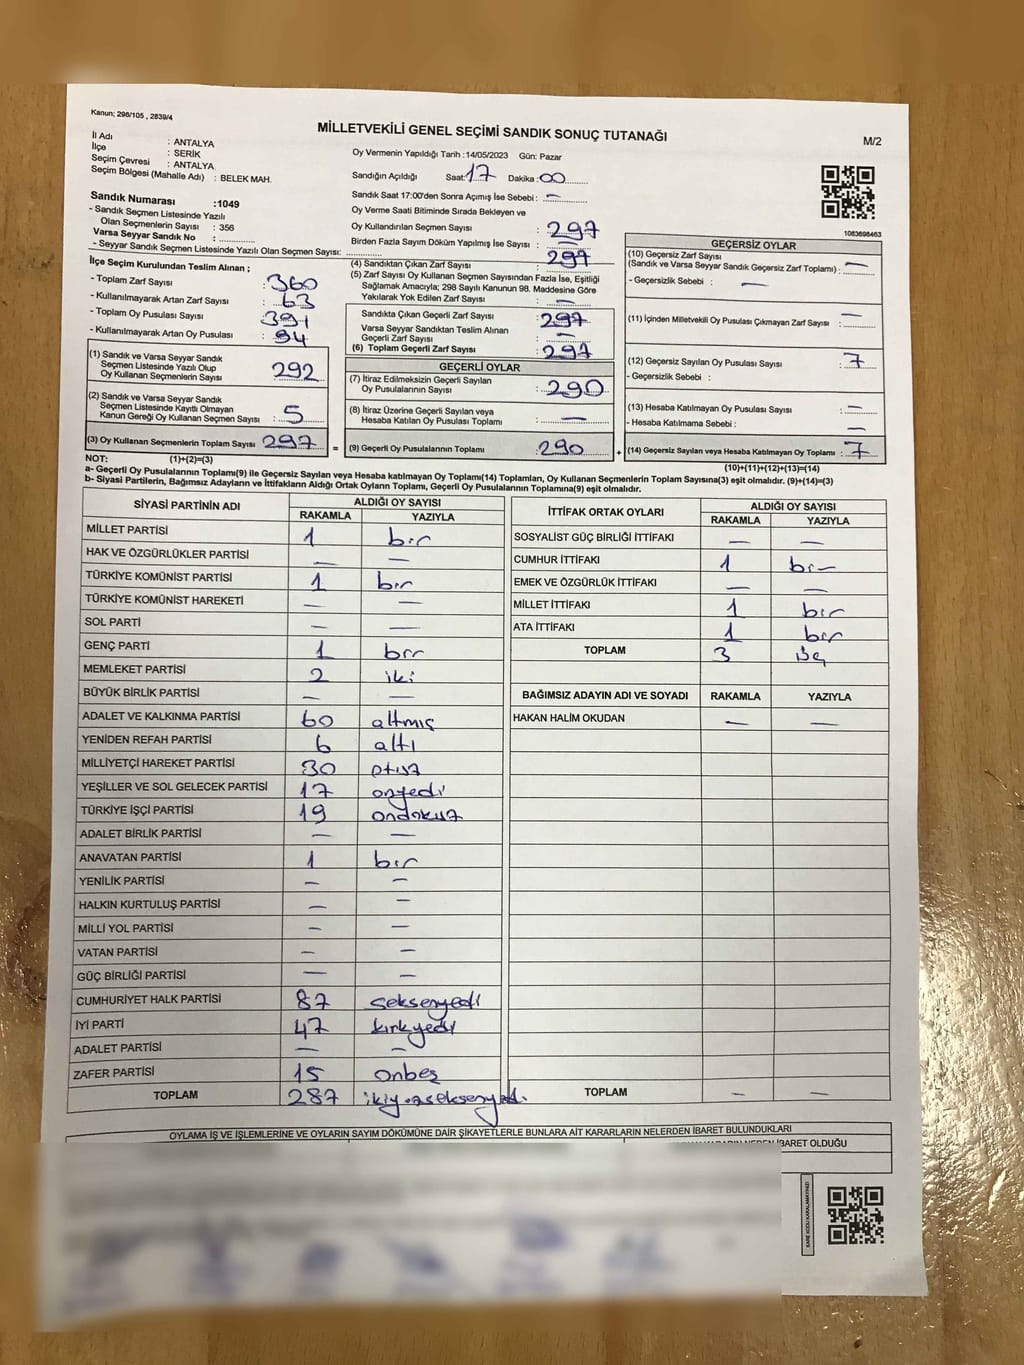 Kanun; 298/105 , 2839/4
MİLLETVEKİLİ GENEL SEÇİMİ SANDIK SONUÇ TUTANAĞI
M/2
İl Adı : ANTALYA
İlçe : SERİK
Seçim Çevresi : ANTALYA
Seçim Bölgesi (Mahalle Adı) : BELEK MAH.
Sandık Numarası :1049
- Sandık Seçmen Listesinde Yazılı
Olan Seçmenlerin Sayısı : 356
Varsa Seyyar Sandık No :
- Seyyar Sandık Seçmen Listesinde Yazılı Olan Seçmen Sayısı:
İlçe Seçim Kurulundan Teslim Alınan ;
- Toplam Zarf Sayısı : 360
- Kullanılmayarak Artan Zarf Sayısı : 63
- Toplam Oy Pusulası Sayısı : 391
- Kullanılmayarak Artan Oy Pusulası : 94
(1) Sandık ve Varsa Seyyar Sandık
Seçmen Listesinde Yazılı Olup
Oy Kullanan Seçmenlerin Sayısı 292
(2) Sandık ve Varsa Seyyar Sandık
Seçmen Listesinde Kayıtlı Olmayan
Kanun Gereği Oy Kullanan Seçmen Sayısı : 5
(3) Oy Kullanan Seçmenlerin Toplam Sayısı 297
Oy Vermenin Yapıldığı Tarih :14/05/2023 Gün: Pazar
Sandığın Açıldığı Saat: 17 Dakika : 00
Sandık Saat 17:00'den Sonra Açımış İse Sebebi : —
Oy Verme Saati Bitiminde Sırada Bekleyen ve
Oy Kullandırılan Seçmen Sayısı : 297
Birden Fazla Sayım Döküm Yapılmış İse Sayısı : —
(4) Sandıktan Çıkan Zarf Sayısı : 297
(5) Zarf Sayısı Oy Kullanan Seçmen Sayısından Fazla İse, Eşitliği
Sağlamak Amacıyla; 298 Sayılı Kanunun 98. Maddesine Göre
Yakılarak Yok Edilen Zarf Sayısı : —
Sandıkta Çıkan Geçerli Zarf Sayısı : 297
Varsa Seyyar Sandıktan Teslim Alınan
Geçerli Zarf Sayısı : —
(6) Toplam Geçerli Zarf Sayısı : 297
GEÇERLİ OYLAR
(7) İtiraz Edilmeksizin Geçerli Sayılan
Oy Pusulalarının Sayısı : 290
(8) İtiraz Üzerine Geçerli Sayılan veya
Hesaba Katılan Oy Pusulası Toplamı : —
= (9) Geçerli Oy Pusulalarının Toplamı : 290
1083698463
GEÇERSİZ OYLAR
(10) Geçersiz Zarf Sayısı
(Sandık ve Varsa Seyyar Sandık Geçersiz Zarf Toplamı) : —
- Geçersizlik Sebebi : —
(11) İçinden Milletvekili Oy Pusulası Çıkmayan Zarf Sayısı : —
(12) Geçersiz Sayılan Oy Pusulası Sayısı : 7
- Geçersizlik Sebebi :
(13) Hesaba Katılmayan Oy Pusulası Sayısı : —
- Hesaba Katılmama Sebebi : —
+ (14) Geçersiz Sayılan veya Hesaba Katılmayan Oy Toplamı : 7
NOT: (1)+(2)=(3) (10)+(11)+(12)+(13)=(14)
a- Geçerli Oy Pusulalarının Toplamı(9) ile Geçersiz Sayılan veya Hesaba katılmayan Oy Toplamı(14) Toplamları, Oy Kullanan Seçmenlerin Toplam Sayısına(3) eşit olmalıdır. (9)+(14)=(3)
b- Siyasi Partilerin, Bağımsız Adayların ve İttifakların Aldığı Ortak Oyların Toplamı, Geçerli Oy Pusulalarının Toplamına(9) eşit olmalıdır.
SİYASİ PARTİNİN ADI ALDIĞI OY SAYISI
RAKAMLA YAZIYLA
MİLLET PARTİSİ 1 bir
HAK VE ÖZGÜRLÜKLER PARTİSİ — —
TÜRKİYE KOMÜNİST PARTİSİ 1 bir
TÜRKİYE KOMÜNİST HAREKETİ — —
SOL PARTİ — —
GENÇ PARTİ 1 bir
MEMLEKET PARTİSİ 2 iki
BÜYÜK BİRLİK PARTİSİ — —
ADALET VE KALKINMA PARTİSİ 60 altmış
YENİDEN REFAH PARTİSİ 6 altı
MİLLİYETÇİ HAREKET PARTİSİ 30 otuz
YEŞİLLER VE SOL GELECEK PARTİSİ 17 onyedi
TÜRKİYE İŞÇİ PARTİSİ 19 ondokuz
ADALET BİRLİK PARTİSİ — —
ANAVATAN PARTİSİ 1 bir
YENİLİK PARTİSİ — —
HALKIN KURTULUŞ PARTİSİ — —
MİLLİ YOL PARTİSİ — —
VATAN PARTİSİ — —
GÜÇ BİRLİĞİ PARTİSİ — —
CUMHURİYET HALK PARTİSİ 87 seksenyedi
İYİ PARTİ 47 kırkyedi
ADALET PARTİSİ — —
ZAFER PARTİSİ 15 onbeş
TOPLAM 287 ikiyüzseksenyedi
İTTİFAK ORTAK OYLARI ALDIĞI OY SAYISI
RAKAMLA YAZIYLA
SOSYALİST GÜÇ BİRLİĞİ İTTİFAKI — —
CUMHUR İTTİFAKI 1 bir
EMEK VE ÖZGÜRLÜK İTTİFAKI — —
MİLLET İTTİFAKI 1 bir
ATA İTTİFAKI 1 bir
TOPLAM 3 üç
BAĞIMSIZ ADAYIN ADI VE SOYADI RAKAMLA YAZIYLA
HAKAN HALİM OKUDAN — —
TOPLAM — —
OYLAMA İŞ VE İŞLEMLERİNE VE OYLARIN SAYIM DÖKÜMÜNE DAİR ŞİKAYETLERLE BUNLARA AİT KARARLARIN NELERDEN İBARET BULUNDUKLARI
İBARET OLDUĞU
KARE KODU KARALAMAYINIZ!